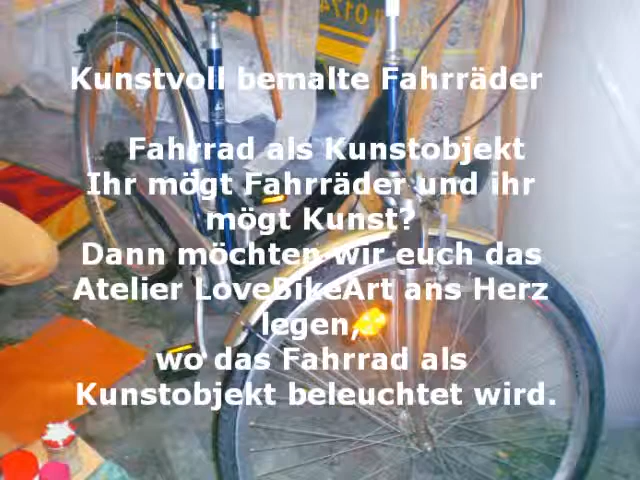 Kunstvoll bemalte Fahrräder
Fahrrad als Kunstobjekt
Ihr mögt Fahrräder und ihr
mögt Kunst?
Dann möchten wir euch das
Atelier LoveBikeArt ans Herz
legen,
wo das Fahrrad als
Kunstobjekt beleuchtet wird.